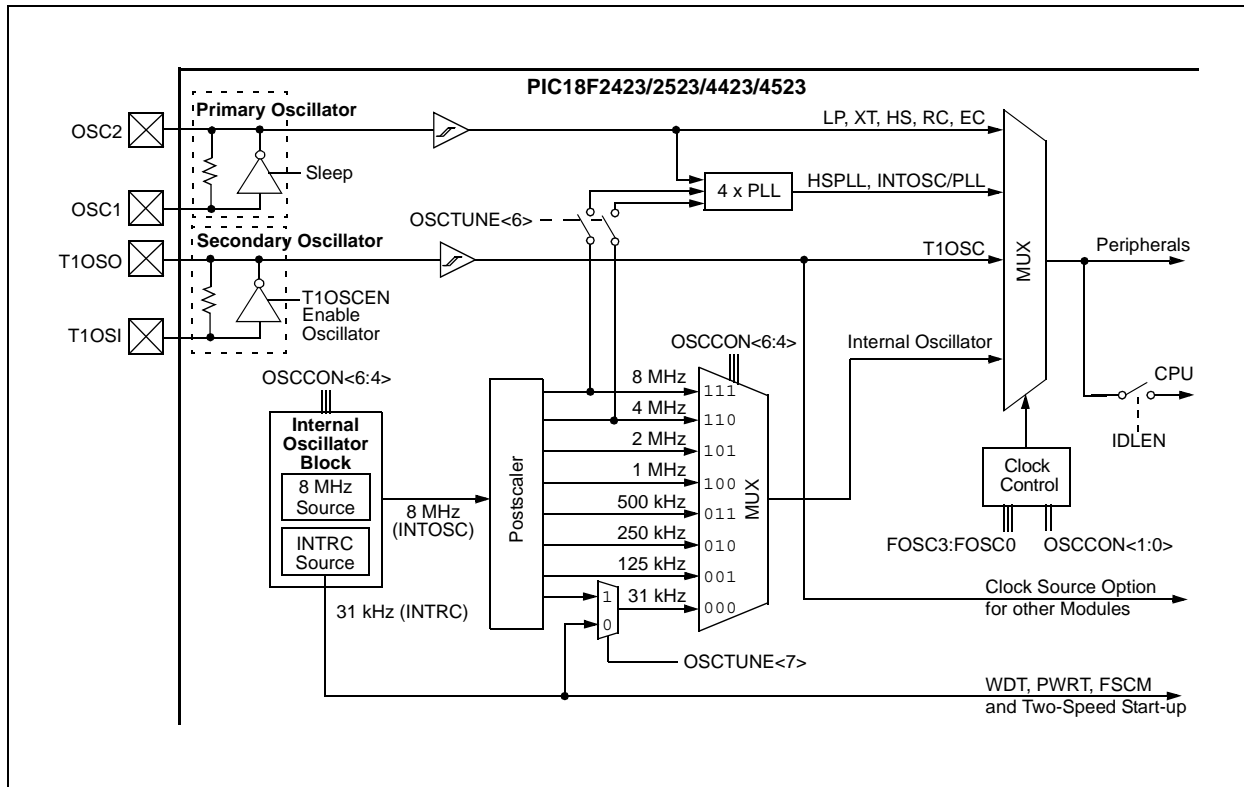 PIC18F2423/2523/4423/4523
Primary Oscillator
OSC2
Sleep
OSC1
LP, XT, HS, RC, EC
4 x PLL
HSPLL, INTOSC/PLL
OSCTUNE<6>
Secondary Oscillator
T1OSO
T1OSCEN
Enable
Oscillator
T1OSI
T1OSC
MUX
Peripherals
Internal Oscillator
CPU
IDLEN
Clock
Control
FOSC3:FOSC0
OSCCON<1:0>
Clock Source Option
for other Modules
OSCCON<6:4>
Internal
Oscillator
Block
8 MHz
Source
INTRC
Source
8 MHz
(INTOSC)
31 kHz (INTRC)
Postscaler
OSCCON<6:4>
8 MHz
111
4 MHz
110
2 MHz
101
1 MHz
100
500 kHz
011
250 kHz
010
125 kHz
001
1
0
31 kHz
000
MUX
OSCTUNE<7>
WDT, PWRT, FSCM
and Two-Speed Start-up